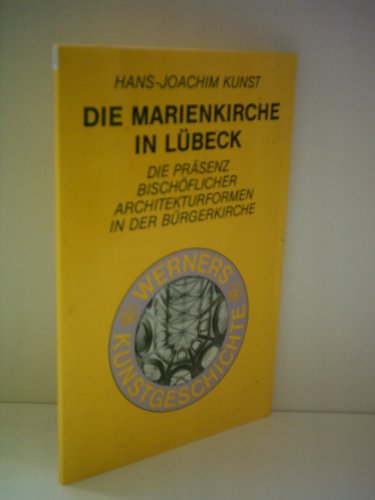 HANS-JOACHIM KUNST
DIE MARIENKIRCHE
IN LÜBECK
DIE PRÄSENZ
BISCHÖFLICHER
ARCHITEKTURFORMEN
IN DER BÜRGERKIRCHE
WERNERS
KUNSTGESCHICHTE